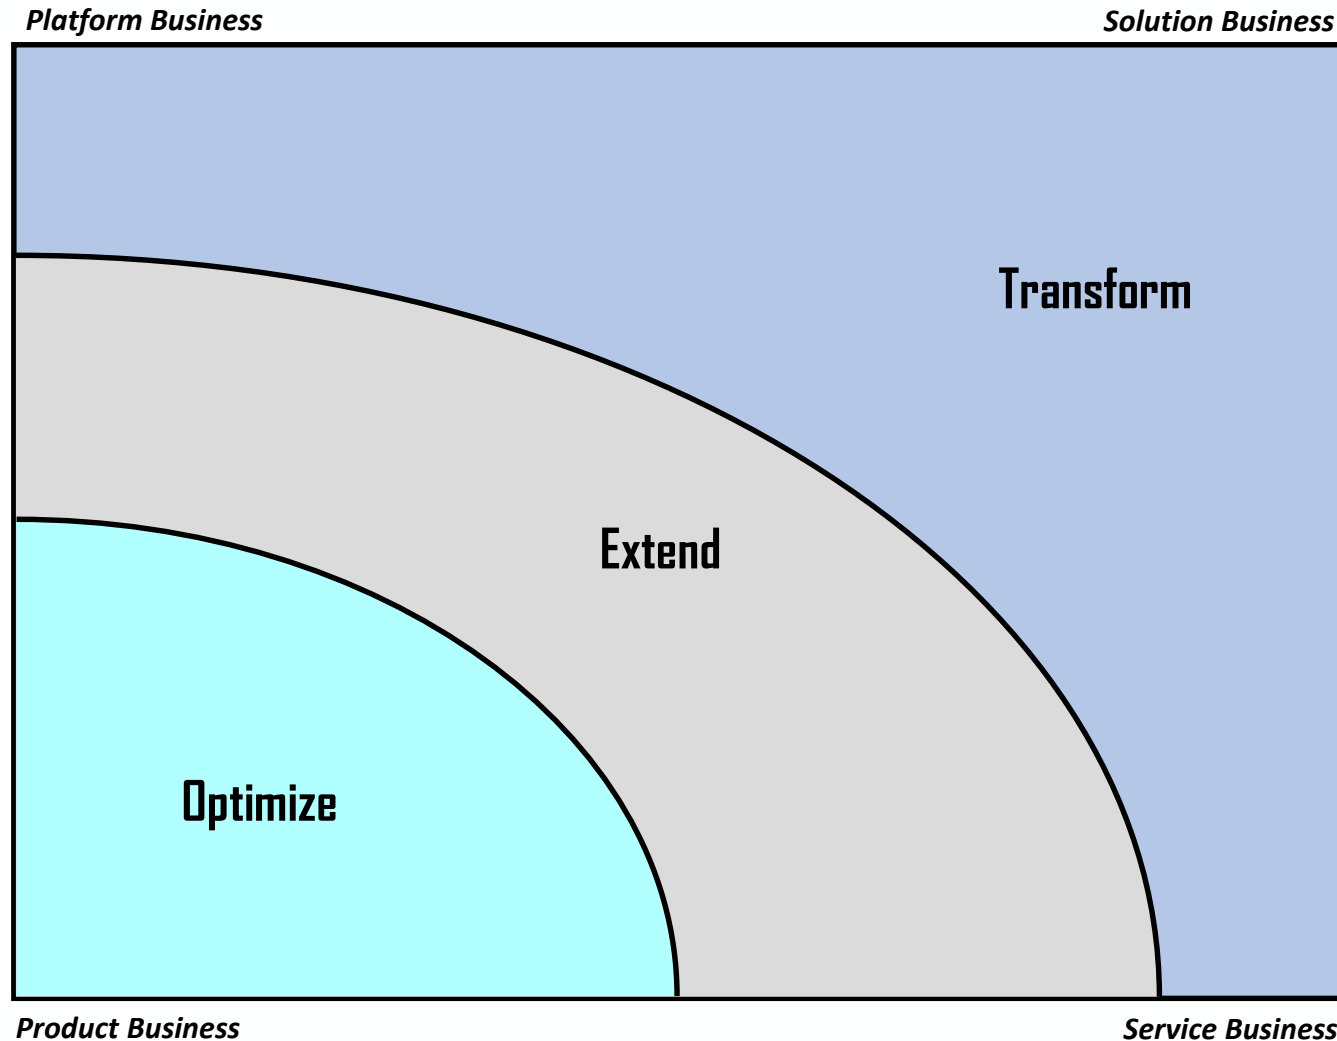 Platform Business
Solution Business
Transform
Extend
Optimize
Product Business
Service Business